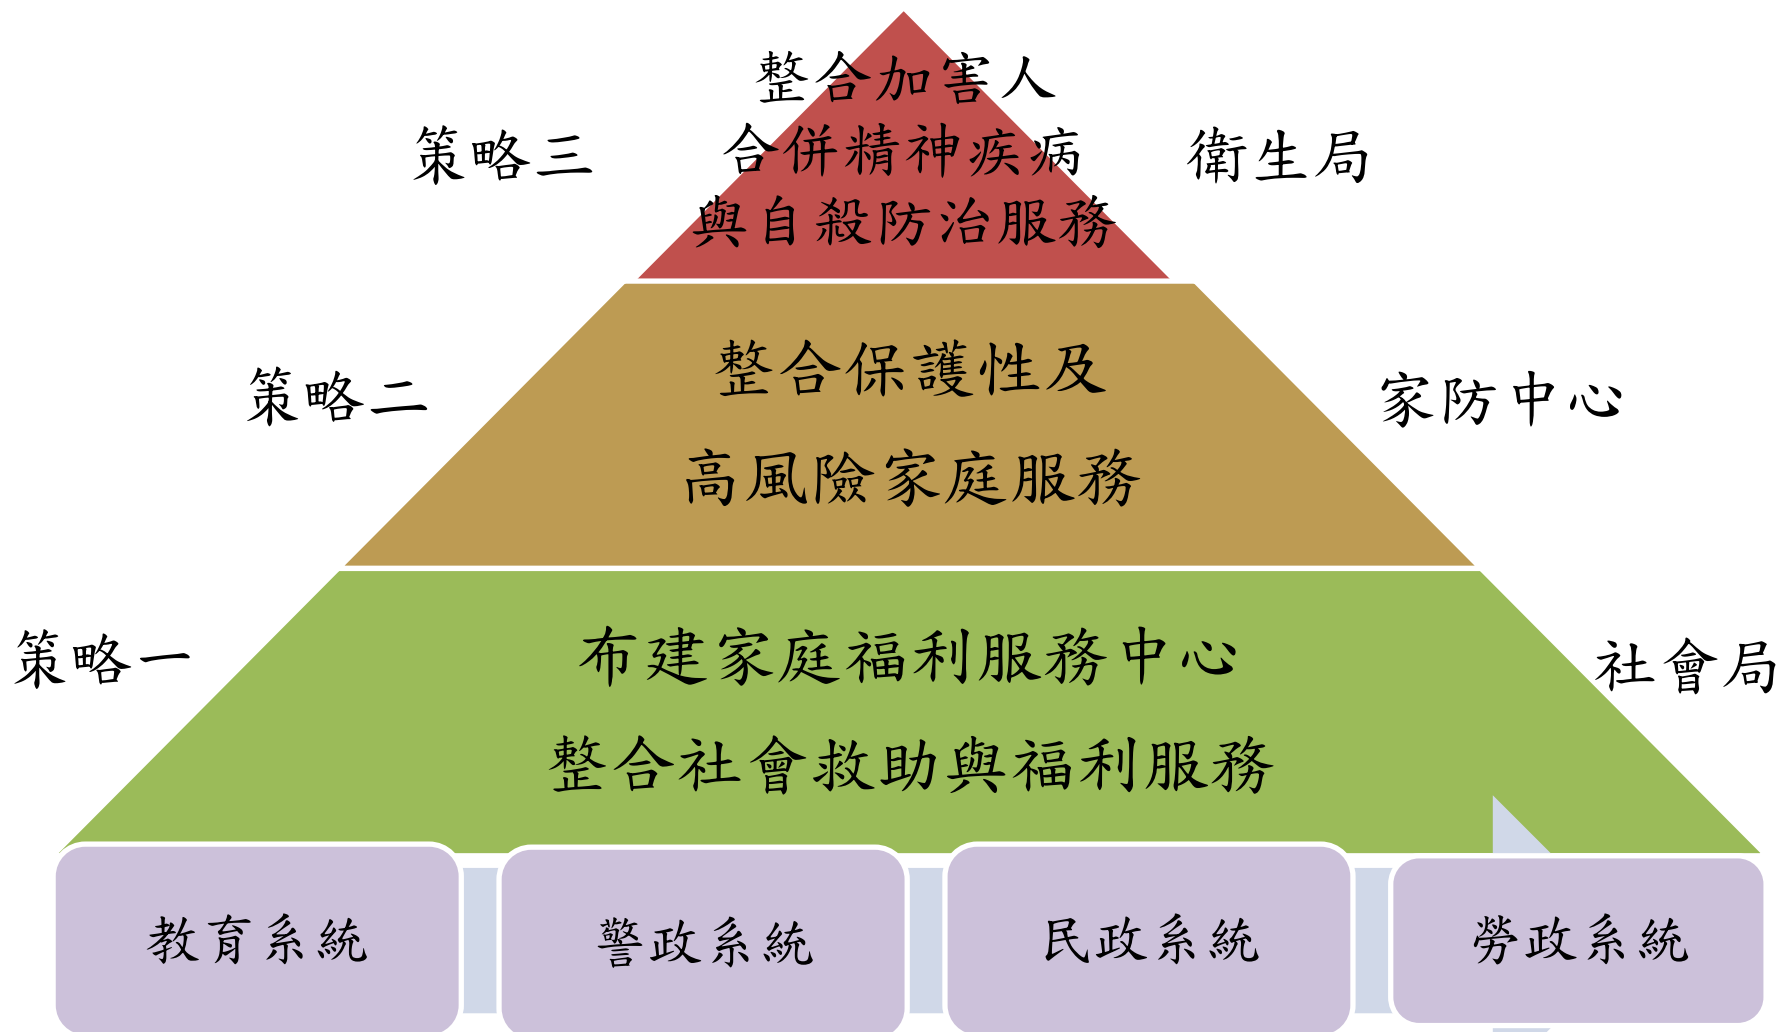 整合加害人
合併精神疾病
與自殺防治服務
策略三
衛生局
整合保護性及
高風險家庭服務
策略二
家防中心
布建家庭福利服務中心
整合社會救助與福利服務
策略一
社會局
教育系統
警政系統
民政系統
勞政系統